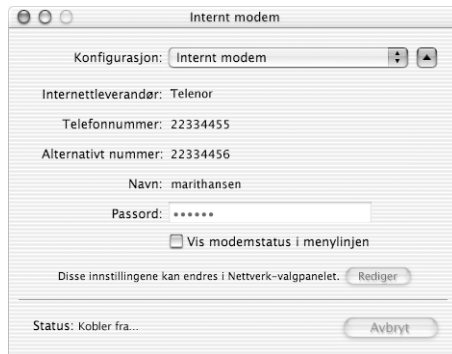 Internt modem
Konfigurasjon: Internt modem
Internettleverandør: Telenor
Telefonnummer: 22334455
Alternativt nummer: 22334456
Navn: marithansen
Passord: ••••••
Vis modemstatus i menylinjen
Disse innstillingene kan endres i Nettverk-valgpanelet. Rediger
Status: Kobler fra... Avbryt